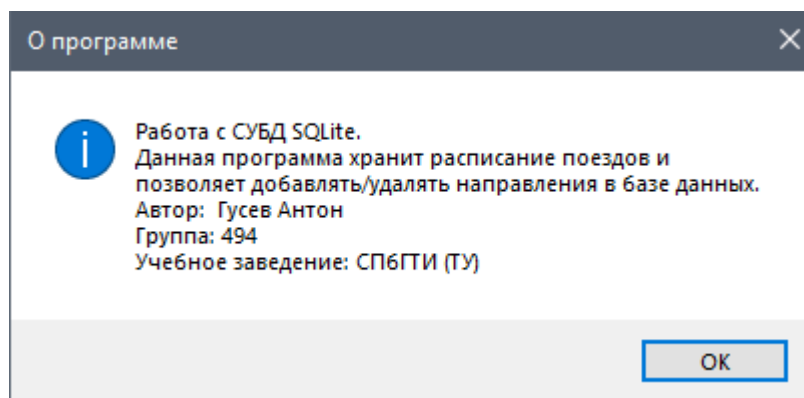 О программе
Работа с СУБД SQLite.
Данная программа хранит расписание поездов и
позволяет добавлять/удалять направления в базе данных.
Автор:  Гусев Антон
Группа: 494
Учебное заведение: СПбГТИ (ТУ)
ОК